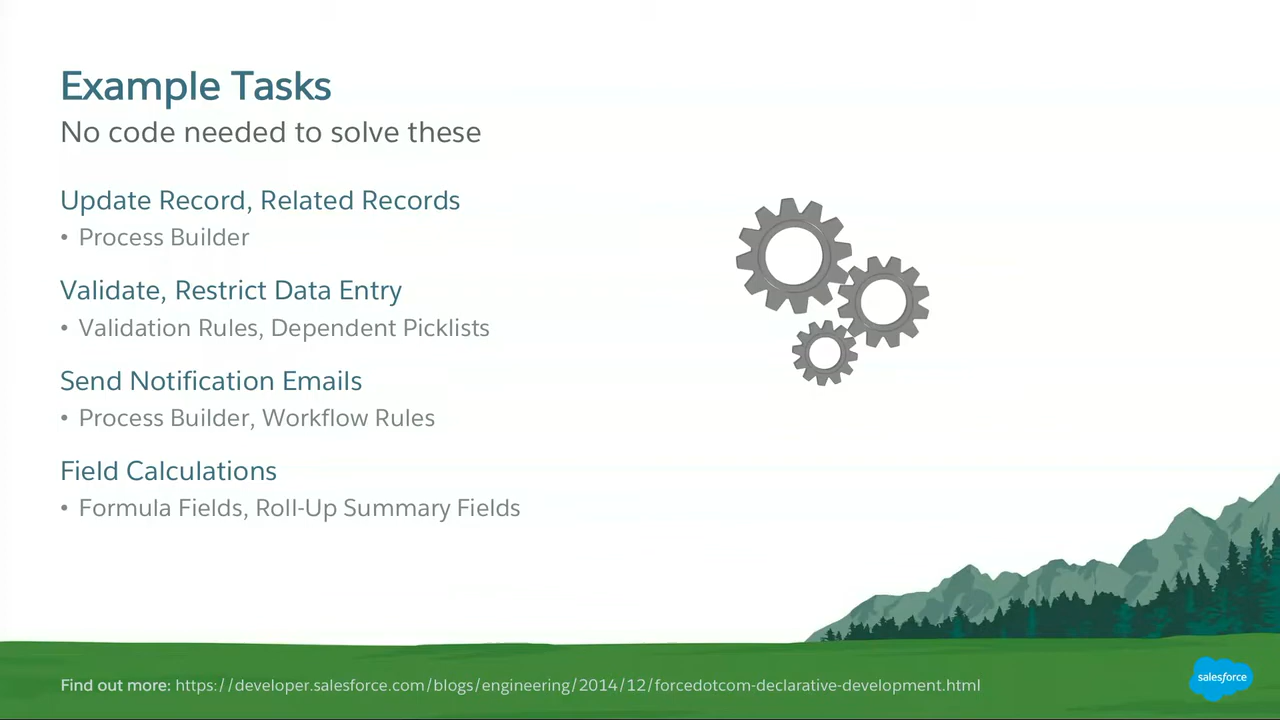 Example Tasks
No code needed to solve these
Update Record, Related Records
• Process Builder
Validate, Restrict Data Entry
• Validation Rules, Dependent Picklists
Send Notification Emails
• Process Builder, Workflow Rules
Field Calculations
• Formula Fields, Roll-Up Summary Fields
Find out more: https://developer.salesforce.com/blogs/engineering/2014/12/forcedotcom-declarative-development.html
salesforce